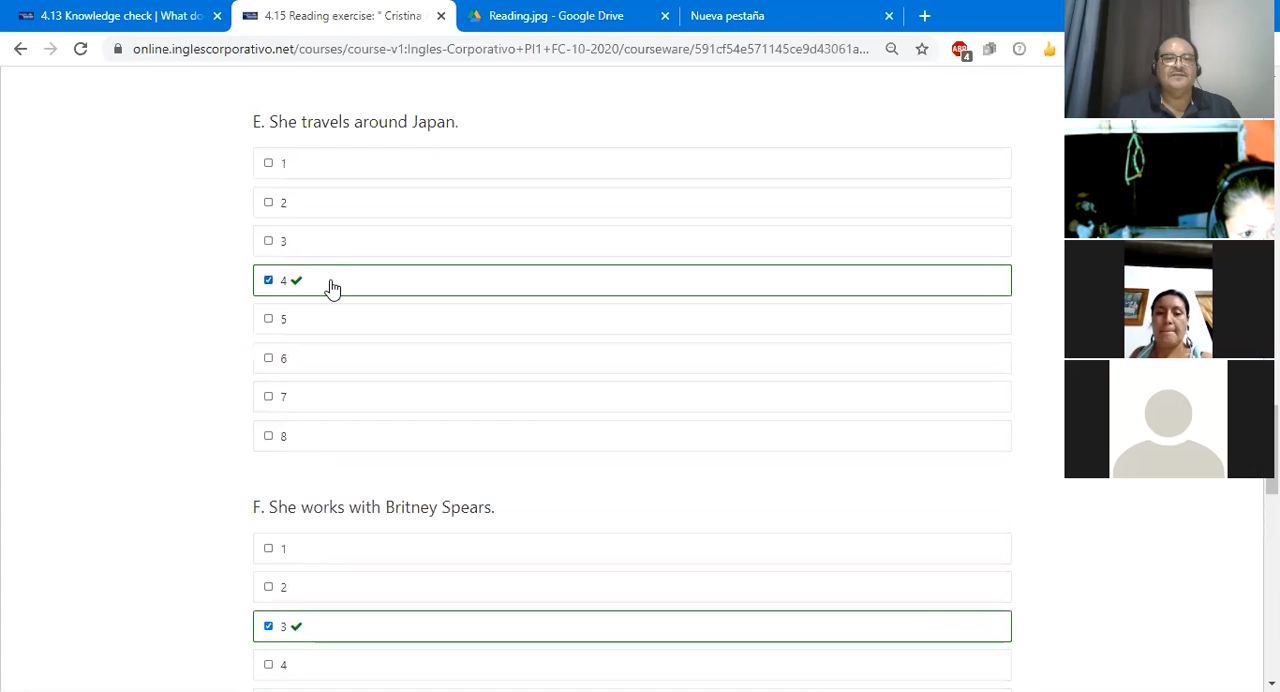 4.13 Knowledge check | What do
4.15 Reading exercise: " Cristina
Reading.jpg - Google Drive
Nueva pestaña
online.inglescorporativo.net/courses/course-v1:Ingles-Corporativo+PI1+FC-10-2020/courseware/591cf54e571145ce9d43061a...
ABP
4
E. She travels around Japan.
1
2
3
4
5
6
7
8
F. She works with Britney Spears.
1
2
3
4